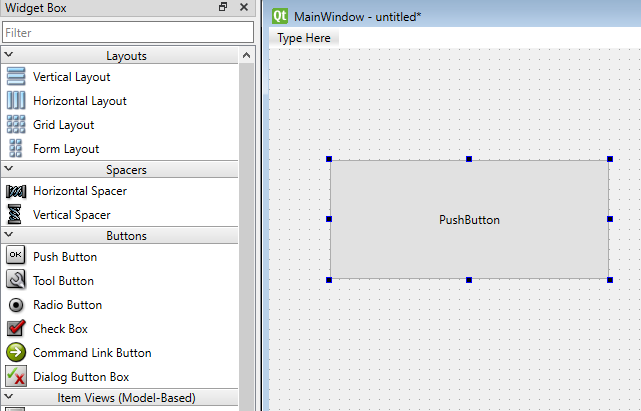 Widget Box
Filter
Layouts
Vertical Layout
Horizontal Layout
Grid Layout
Form Layout
Spacers
Horizontal Spacer
Vertical Spacer
Buttons
OK Push Button
Tool Button
Radio Button
Check Box
Command Link Button
Dialog Button Box
Item Views (Model-Based)
Qt MainWindow - untitled*
Type Here
PushButton